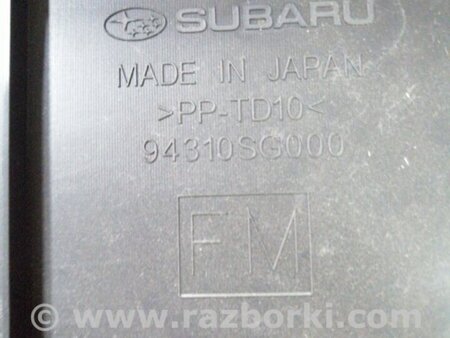 SUBARU
MADE IN JAPAN
>PP-TD10<
94310SG000
FM
© www.razborki.com